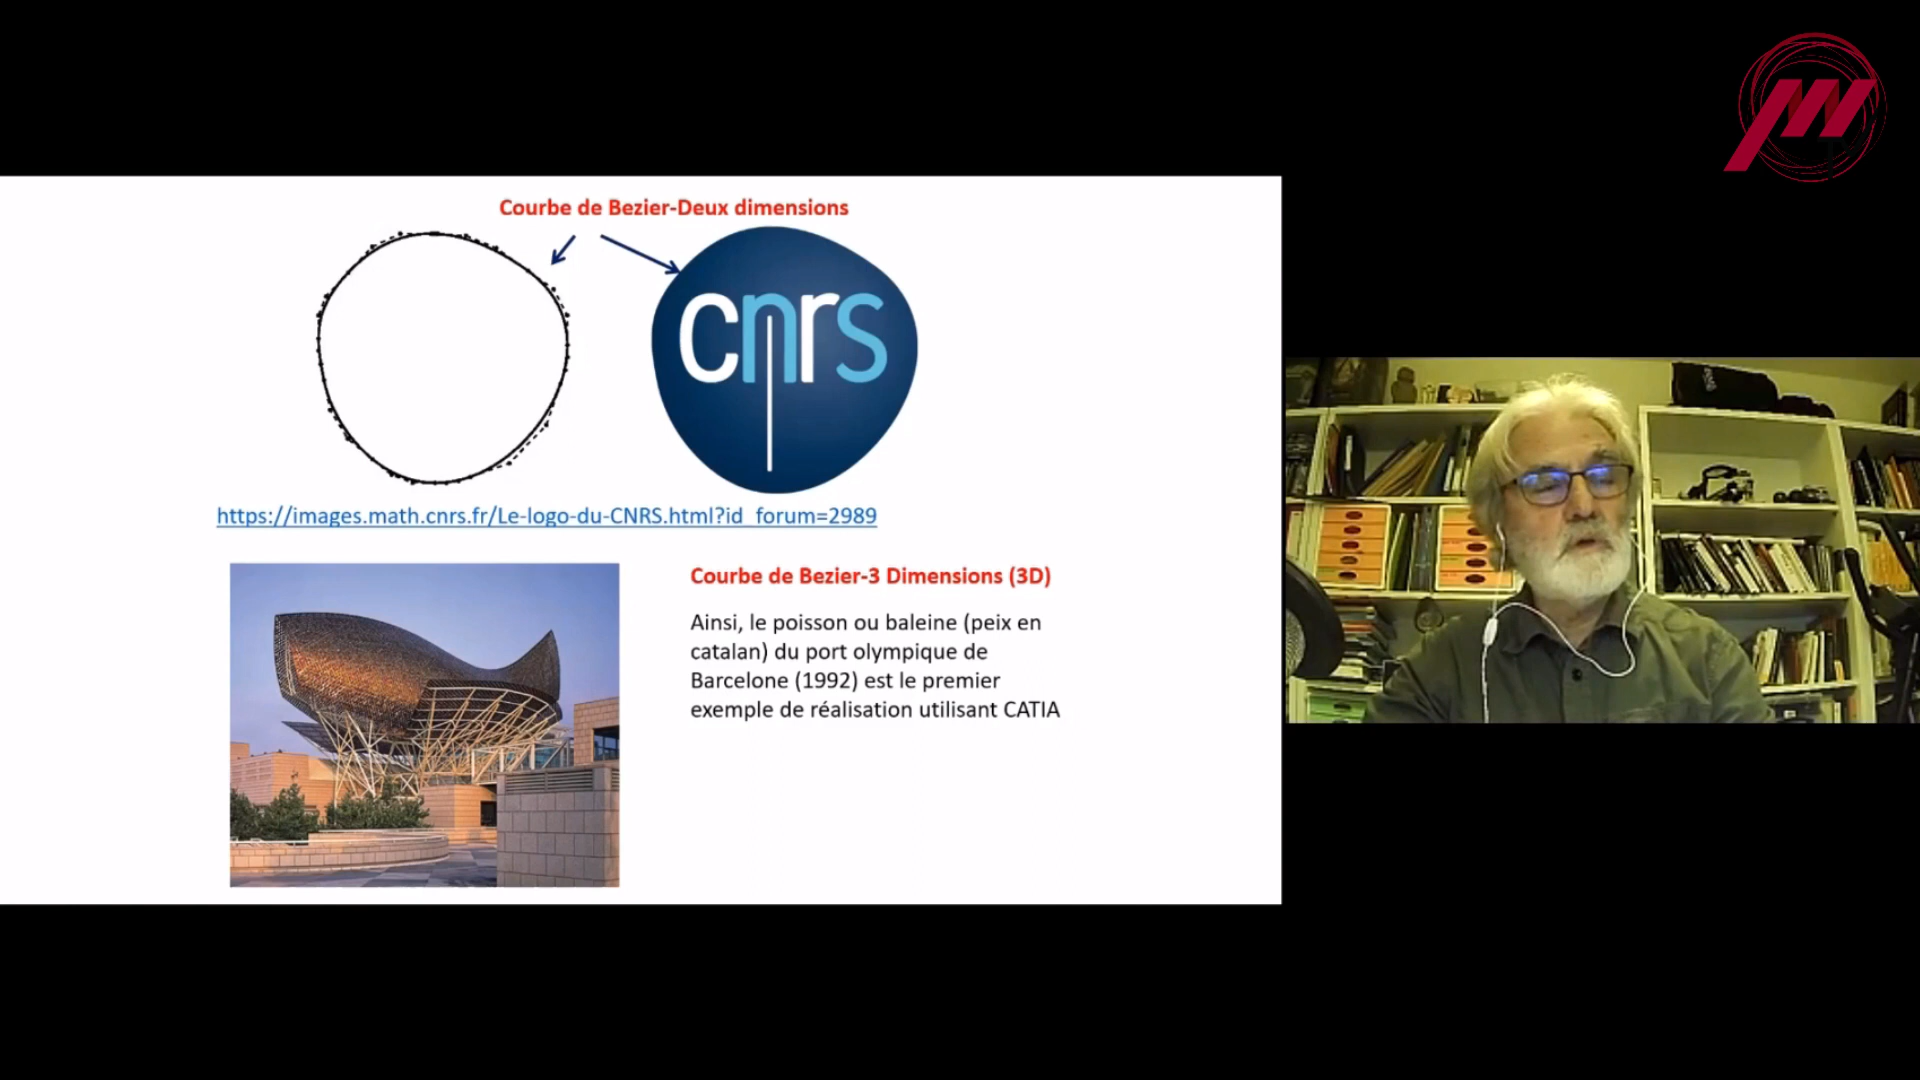 Courbe de Bezier-Deux dimensions
cnrs
https://images.math.cnrs.fr/Le-logo-du-CNRS.html?id_forum=2989
Courbe de Bezier-3 Dimensions (3D)
Ainsi, le poisson ou baleine (peix en
catalan) du port olympique de
Barcelone (1992) est le premier
exemple de réalisation utilisant CATIA